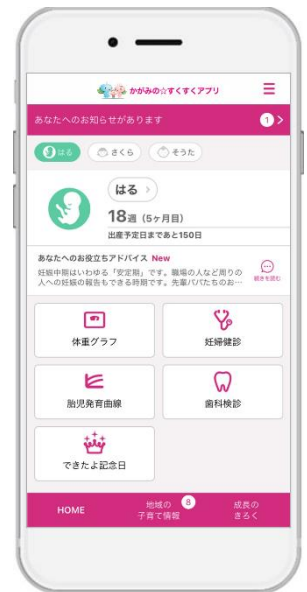 かがみの☆すくすくアプリ
あなたへのお知らせがあります 1
はる さくら そうた
はる
18週 (5ヶ月目)
出産予定日まであと150日
あなたのお役立ちアドバイス New
妊娠中期はいわゆる「安定期」です。職場の人など周りの
人への妊娠の報告もできる時期です。先輩パパたちのお…
続きを読む
体重グラフ
妊婦健診
胎児発育曲線
歯科検診
できたよ記念日
HOME
地域の
子育て情報
8
成長の
きろく